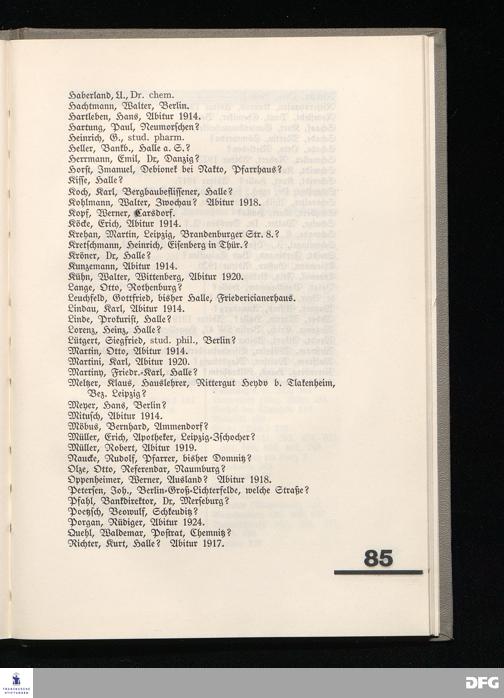 Haberland, U., Dr. chem.
Hachtmann, Walter, Berlin.
Hartleben, Hans, Abitur 1914.
Hartung, Paul, Neumorschen?
Heinrich, G., stud. pharm.
Heller, Bankb., Halle a. S.?
Herrmann, Emil, Dr, Danzig?
Horst, Imanuel, Debionek bei Nakto, Pfarrhaus?
Kisse, Halle?
Koch, Karl, Bergbaubeflissener, Halle?
Kohlmann, Walter, Zwochau? Abitur 1918.
Kopf, Werner, Carsdorf.
Köcke, Erich, Abitur 1914.
Krehan, Martin, Leipzig, Brandenburger Str. 8.?
Kretschmann, Heinrich, Eisenberg in Thür.?
Kröner, Dr, Halle?
Kunzemann, Abitur 1914.
Kühn, Walter, Wittenberg, Abitur 1920.
Lange, Otto, Rothenburg?
Leuchfeld, Gottfried, bisher Halle, Friedericianerhaus.
Lindau, Karl, Abitur 1914.
Linde, Prokurist, Halle?
Lorenz, Heinz, Halle?
Lütgert, Siegfried, stud. phil., Berlin?
Martin, Otto, Abitur 1914.
Martini, Karl, Abitur 1920.
Martiny, Friedr.-Karl, Halle?
Melzer, Klaus, Hauslehrer, Rittergut Heydy b. Tlakenheim,
Bez. Leipzig?
Meyer, Hans, Berlin?
Mitusch, Abitur 1914.
Möbus, Bernhard, Ammendorf?
Müller, Erich, Apotheker, Leipzig-Zschocher?
Müller, Robert, Abitur 1919.
Naucke, Rudolf, Pfarrer, bisher Domnitz?
Olze, Otto, Referendar, Naumburg?
Oppenheimer, Werner, Ausland? Abitur 1918.
Petersen, Joh., Berlin-Groß-Lichterfelde, welche Straße?
Pfahl, Bankdirektor, Dr, Merseburg?
Poetzsch, Beowulf, Schkeuditz?
Porgan, Rüdiger, Abitur 1924.
Quehl, Waldemar, Postrat, Chemnitz?
Richter, Kurt, Halle? Abitur 1917.
85
FRANCKESCHE
STIFTUNGEN
DFG